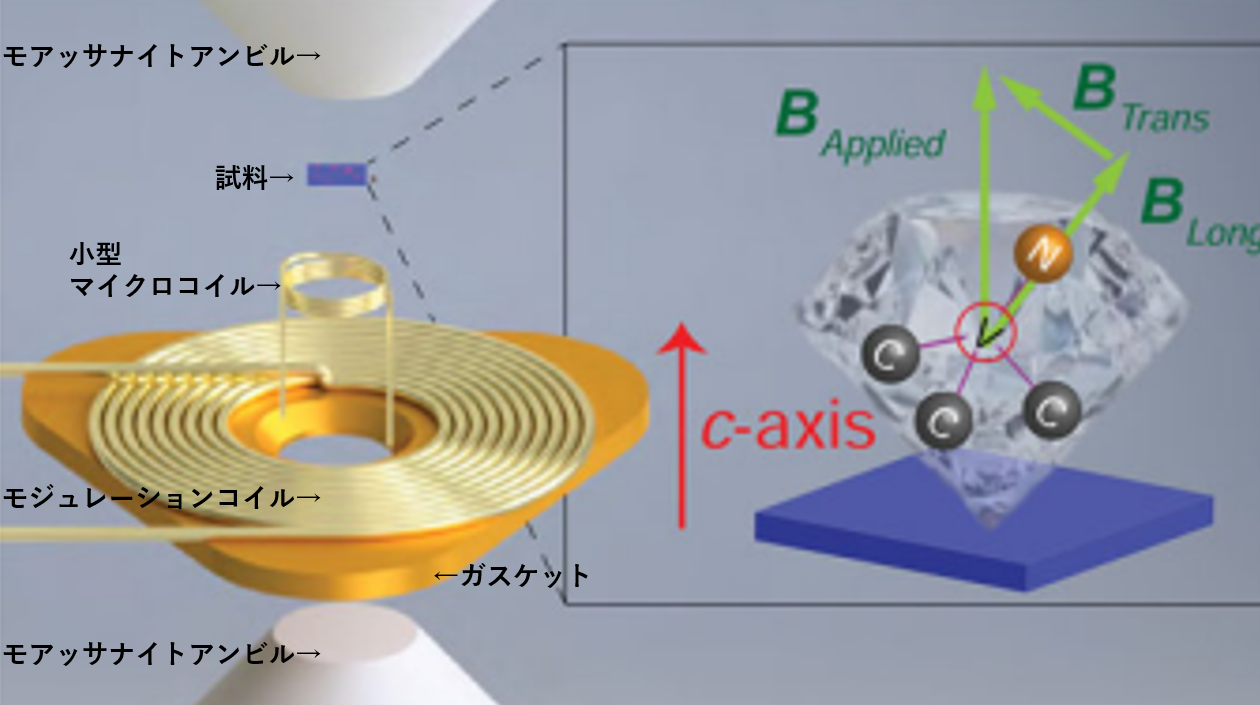 モアッサナイトアンビル→
試料→
小型
マイクロコイル→
モジュレーションコイル→
←ガスケット
モアッサナイトアンビル→
B Applied
B Trans
B Long
N
V
C
C
C
c-axis